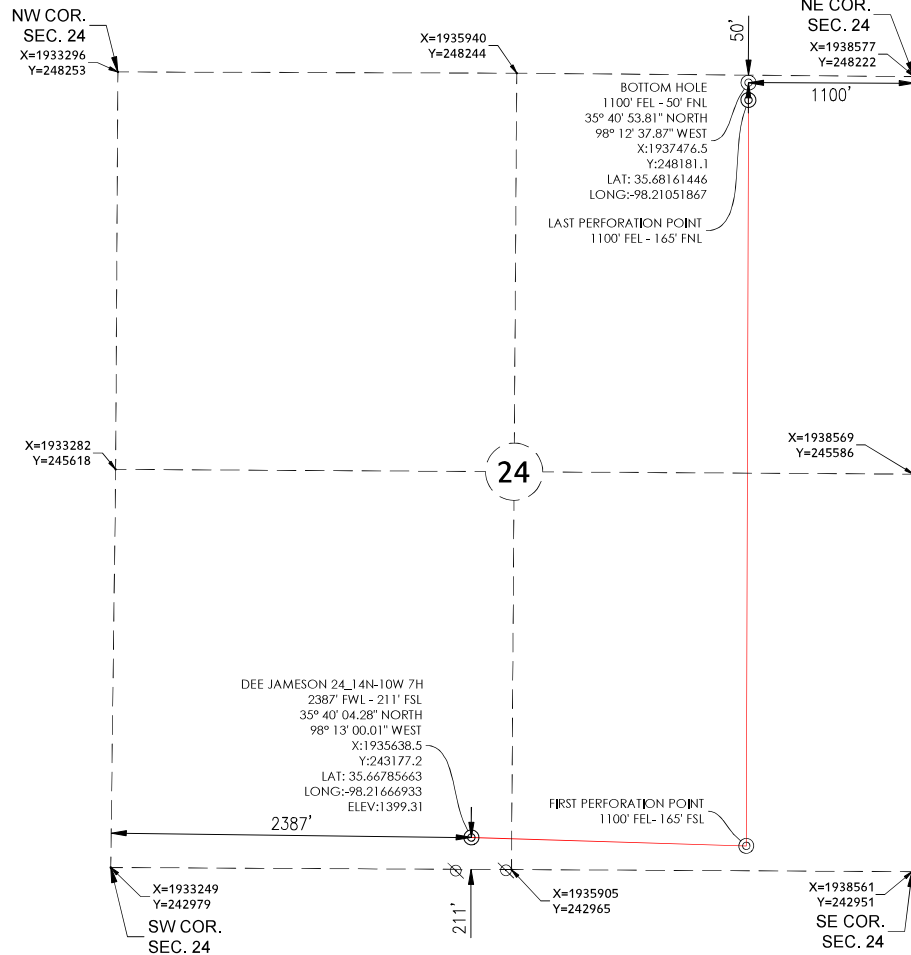 NW COR.
SEC. 24
X=1933296
Y=248253
X=1935940
Y=248244
50'
NE COR.
SEC. 24
X=1938577
Y=248222
1100'
BOTTOM HOLE
1100' FEL - 50' FNL
35° 40' 53.81" NORTH
98° 12' 37.87" WEST
X:1937476.5
Y:248181.1
LAT: 35.68161446
LONG:-98.21051867
LAST PERFORATION POINT
1100' FEL - 165' FNL
X=1933282
Y=245618
24
X=1938569
Y=245586
DEE JAMESON 24_14N-10W 7H
2387' FWL - 211' FSL
35° 40' 04.28" NORTH
98° 13' 00.01" WEST
X:1935638.5
Y:243177.2
LAT: 35.66785663
LONG:-98.21666933
ELEV:1399.31
2387'
FIRST PERFORATION POINT
1100' FEL- 165' FSL
X=1933249
Y=242979
SW COR.
SEC. 24
211'
X=1935905
Y=242965
X=1938561
Y=242951
SE COR.
SEC. 24